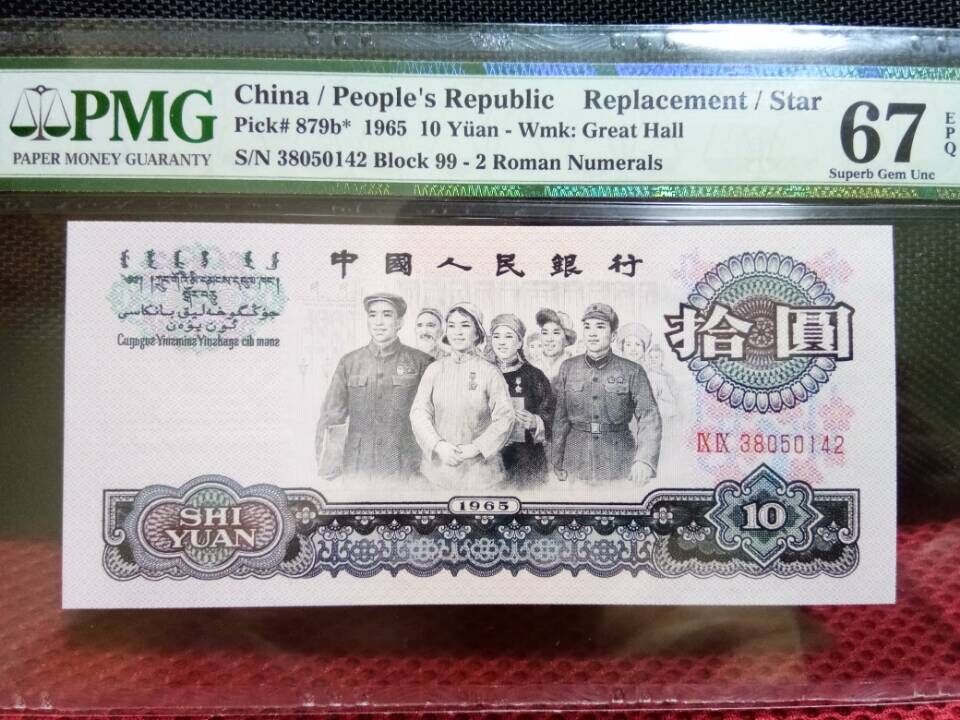 PMG
PAPER MONEY GUARANTY
China / People's Republic Replacement / Star
Pick# 879b* 1965 10 Yüan - Wmk: Great Hall
S/N 38050142 Block 99 - 2 Roman Numerals
67
EPQ
Superb Gem Unc
中國人民銀行
拾圓
IX IX 38050142
1965
SHI
YUAN
10